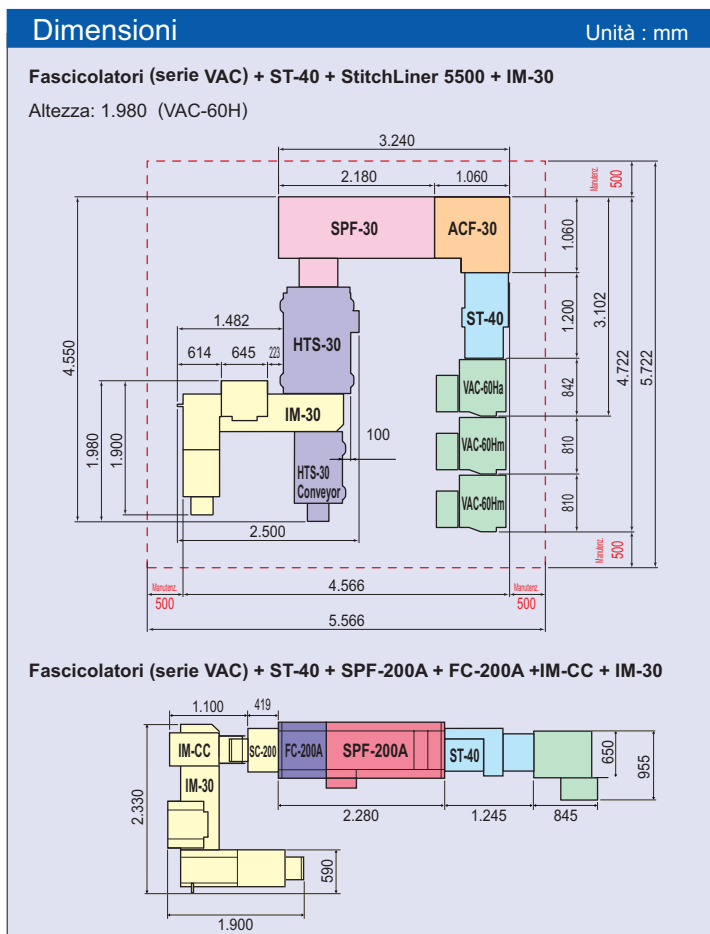 Dimensioni Unità : mm
Fascicolatori (serie VAC) + ST-40 + StitchLiner 5500 + IM-30
Altezza: 1.980 (VAC-60H)
3.240
2.180 1.060
Manutenz.
500
SPF-30 ACF-30
1.060
1.200
3.102
4.722
5.722
4.550
1.482
HTS-30
ST-40
614 645 223
VAC-60Ha
842
IM-30
1.980
1.900
100
VAC-60Hm
810
HTS-30
Conveyor
VAC-60Hm
810
2.500
Manutenz.
500
Manutenz.
500
4.566
Manutenz.
500
5.566
Fascicolatori (serie VAC) + ST-40 + SPF-200A + FC-200A +IM-CC + IM-30
1.100 419
IM-CC SC-200 FC-200A SPF-200A ST-40
650
955
IM-30
2.330
2.280 1.245 845
590
1.900